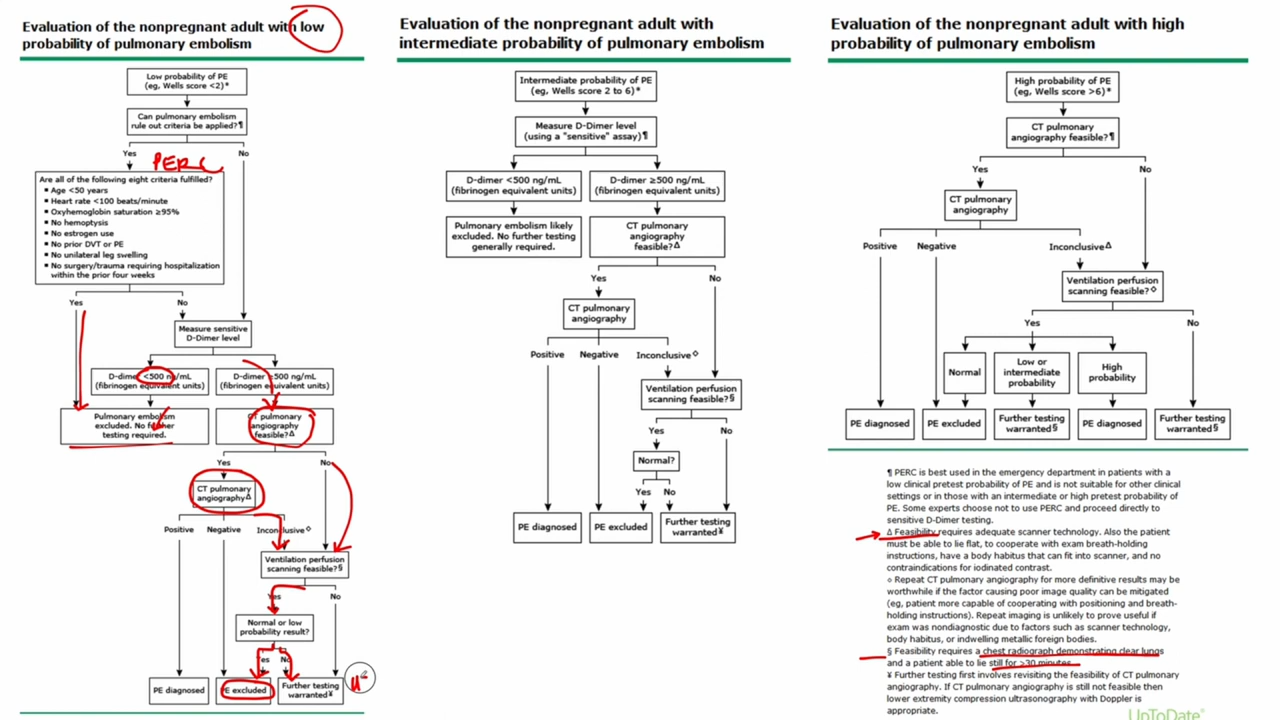 Evaluation of the nonpregnant adult with low
probability of pulmonary embolism
Low probability of PE
(eg, Wells score <2)*
Can pulmonary embolism
rule out criteria be applied?¶
Yes
No
PERC
Are all of the following eight criteria fulfilled?
▪ Age <50 years
▪ Heart rate <100 beats/minute
▪ Oxyhemoglobin saturation ≥95%
▪ No hemoptysis
▪ No estrogen use
▪ No prior DVT or PE
▪ No unilateral leg swelling
▪ No surgery/trauma requiring hospitalization
within the prior four weeks
Yes
No
Measure sensitive
D-Dimer level
D-dimer <500 ng/mL
(fibrinogen equivalent units)
D-dimer ≥500 ng/mL
(fibrinogen equivalent units)
Pulmonary embolism
excluded. No further
testing required.
CT pulmonary
angiography
feasible?Δ
Yes
No
CT pulmonary
angiographyΔ
Positive
Negative
Inconclusive◇
Ventilation perfusion
scanning feasible?§
Yes
No
Normal or low
probability result?
Yes
No
PE diagnosed
PE excluded
Further testing
warranted¥
Evaluation of the nonpregnant adult with
intermediate probability of pulmonary embolism
Intermediate probability of PE
(eg, Wells score 2 to 6)*
Measure D-Dimer level
(using a "sensitive" assay)¶
D-dimer <500 ng/mL
(fibrinogen equivalent units)
D-dimer ≥500 ng/mL
(fibrinogen equivalent units)
Pulmonary embolism likely
excluded. No further testing
generally required.
CT pulmonary
angiography
feasible?Δ
Yes
No
CT pulmonary
angiography
Positive
Negative
Inconclusive◇
Ventilation perfusion
scanning feasible?§
Yes
No
Normal?
Yes
No
PE diagnosed
PE excluded
Further testing
warranted¥
Evaluation of the nonpregnant adult with high
probability of pulmonary embolism
High probability of PE
(eg, Wells score >6)*
CT pulmonary
angiography feasible?¶
Yes
No
CT pulmonary
angiography
Positive
Negative
InconclusiveΔ
Ventilation perfusion
scanning feasible?◇
Yes
No
Normal
Low or
intermediate
probability
High
probability
PE diagnosed
PE excluded
Further testing
warranted§
PE diagnosed
Further testing
warranted§
¶ PERC is best used in the emergency department in patients with a
low clinical pretest probability of PE and is not suitable for other clinical
settings or in those with an intermediate or high pretest probability of
PE. Some experts choose not to use PERC and proceed directly to
sensitive D-Dimer testing.
Δ Feasibility requires adequate scanner technology. Also the patient
must be able to lie flat, to cooperate with exam breath-holding
instructions, have a body habitus that can fit into scanner, and no
contraindications for iodinated contrast.
◇ Repeat CT pulmonary angiography for more definitive results may be
worthwhile if the factor causing poor image quality can be mitigated
(eg, patient more capable of cooperating with positioning and breath-
holding instructions). Repeat imaging is unlikely to prove useful if
exam was nondiagnostic due to factors such as scanner technology,
body habitus, or indwelling metallic foreign bodies.
§ Feasibility requires a chest radiograph demonstrating clear lungs
and a patient able to lie still for >30 minutes.
¥ Further testing first involves revisiting the feasibility of CT pulmonary
angiography. If CT pulmonary angiography is still not feasible then
lower extremity compression ultrasonography with Doppler is
appropriate.
UpToDate®